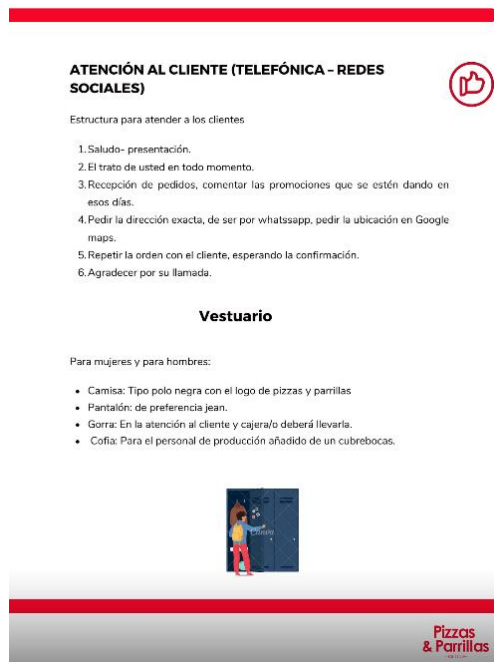 ATENCIÓN AL CLIENTE (TELEFÓNICA – REDES
SOCIALES)
Estructura para atender a los clientes
1. Saludo- presentación.
2. El trato de usted en todo momento.
3. Recepción de pedidos, comentar las promociones que se estén dando en
esos días.
4. Pedir la dirección exacta, de ser por whatssapp, pedir la ubicación en Google
maps.
5. Repetir la orden con el cliente, esperando la confirmación.
6. Agradecer por su llamada.
Vestuario
Para mujeres y para hombres:
• Camisa: Tipo polo negra con el logo de pizzas y parrillas
• Pantalón: de preferencia jean.
• Gorra: En la atención al cliente y cajera/o deberá llevarla.
• Cofia: Para el personal de producción añadido de un cubrebocas.
Canva
Pizzas
& Parrillas